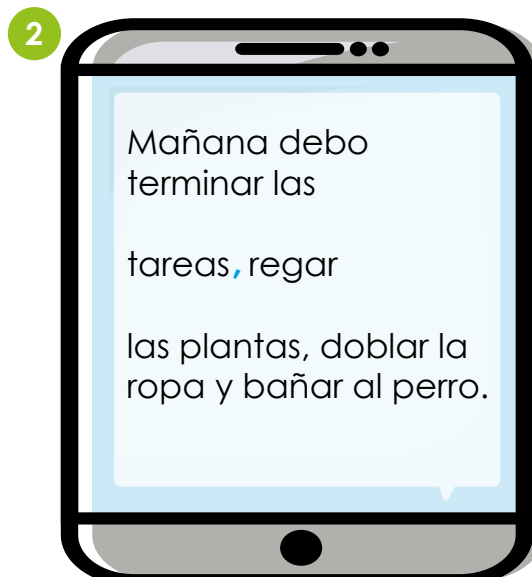 2
Mañana debo
terminar las
tareas, regar
las plantas, doblar la
ropa y bañar al perro.